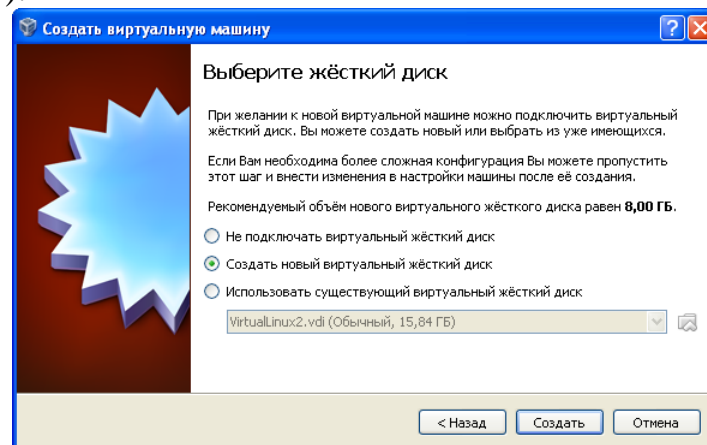 ).
Создать виртуальную машину
Выберите жёсткий диск
При желании к новой виртуальной машине можно подключить виртуальный
жёсткий диск. Вы можете создать новый или выбрать из уже имеющихся.
Если Вам необходима более сложная конфигурация Вы можете пропустить
этот шаг и внести изменения в настройки машины после её создания.
Рекомендуемый объём нового виртуального жёсткого диска равен 8,00 ГБ.
Не подключать виртуальный жёсткий диск
Создать новый виртуальный жёсткий диск
Использовать существующий виртуальный жёсткий диск
VirtualLinux2.vdi (Обычный, 15,84 ГБ)
< Назад Создать Отмена